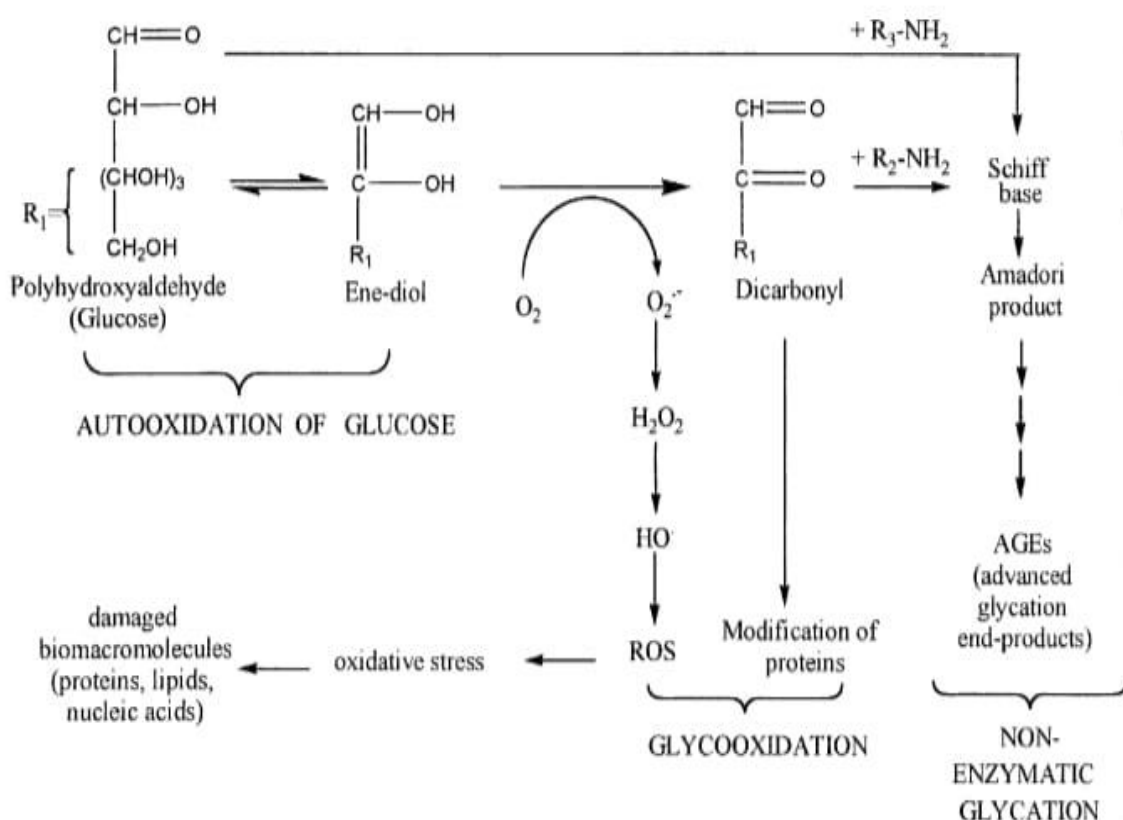 CH=O
+ R₃-NH₂
CH—OH
CH—OH
CH=O
(CHOH)₃
C—OH
C=O
+ R₂-NH₂
Schiff
base
R₁=
CH₂OH
R₁
R₁
Polyhydroxyaldehyde
(Glucose)
Ene-diol
O₂
O₂·⁻
Dicarbonyl
Amadori
product
AUTOOXIDATION OF GLUCOSE
H₂O₂
HO·
AGEs
(advanced
glycation
end-products)
damaged
biomacromolecules
(proteins, lipids,
nucleic acids)
oxidative stress
ROS
Modification of
proteins
GLYCOOXIDATION
NON-
ENZYMATIC
GLYCATION